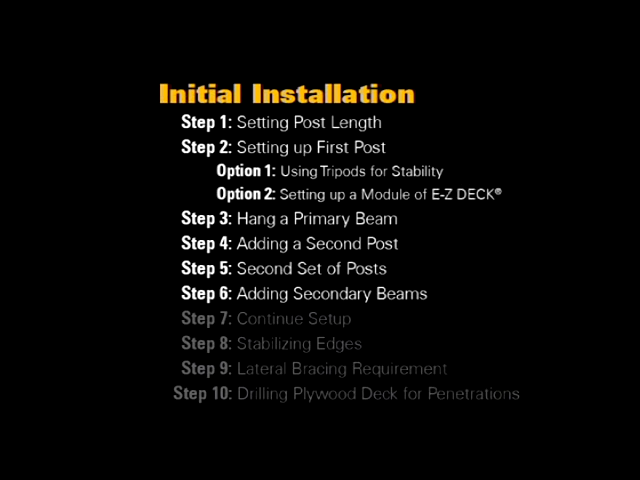 Initial Installation
Step 1: Setting Post Length
Step 2: Setting up First Post
Option 1: Using Tripods for Stability
Option 2: Setting up a Module of E-Z DECK®
Step 3: Hang a Primary Beam
Step 4: Adding a Second Post
Step 5: Second Set of Posts
Step 6: Adding Secondary Beams
Step 7: Continue Setup
Step 8: Stabilizing Edges
Step 9: Lateral Bracing Requirement
Step 10: Drilling Plywood Deck for Penetrations